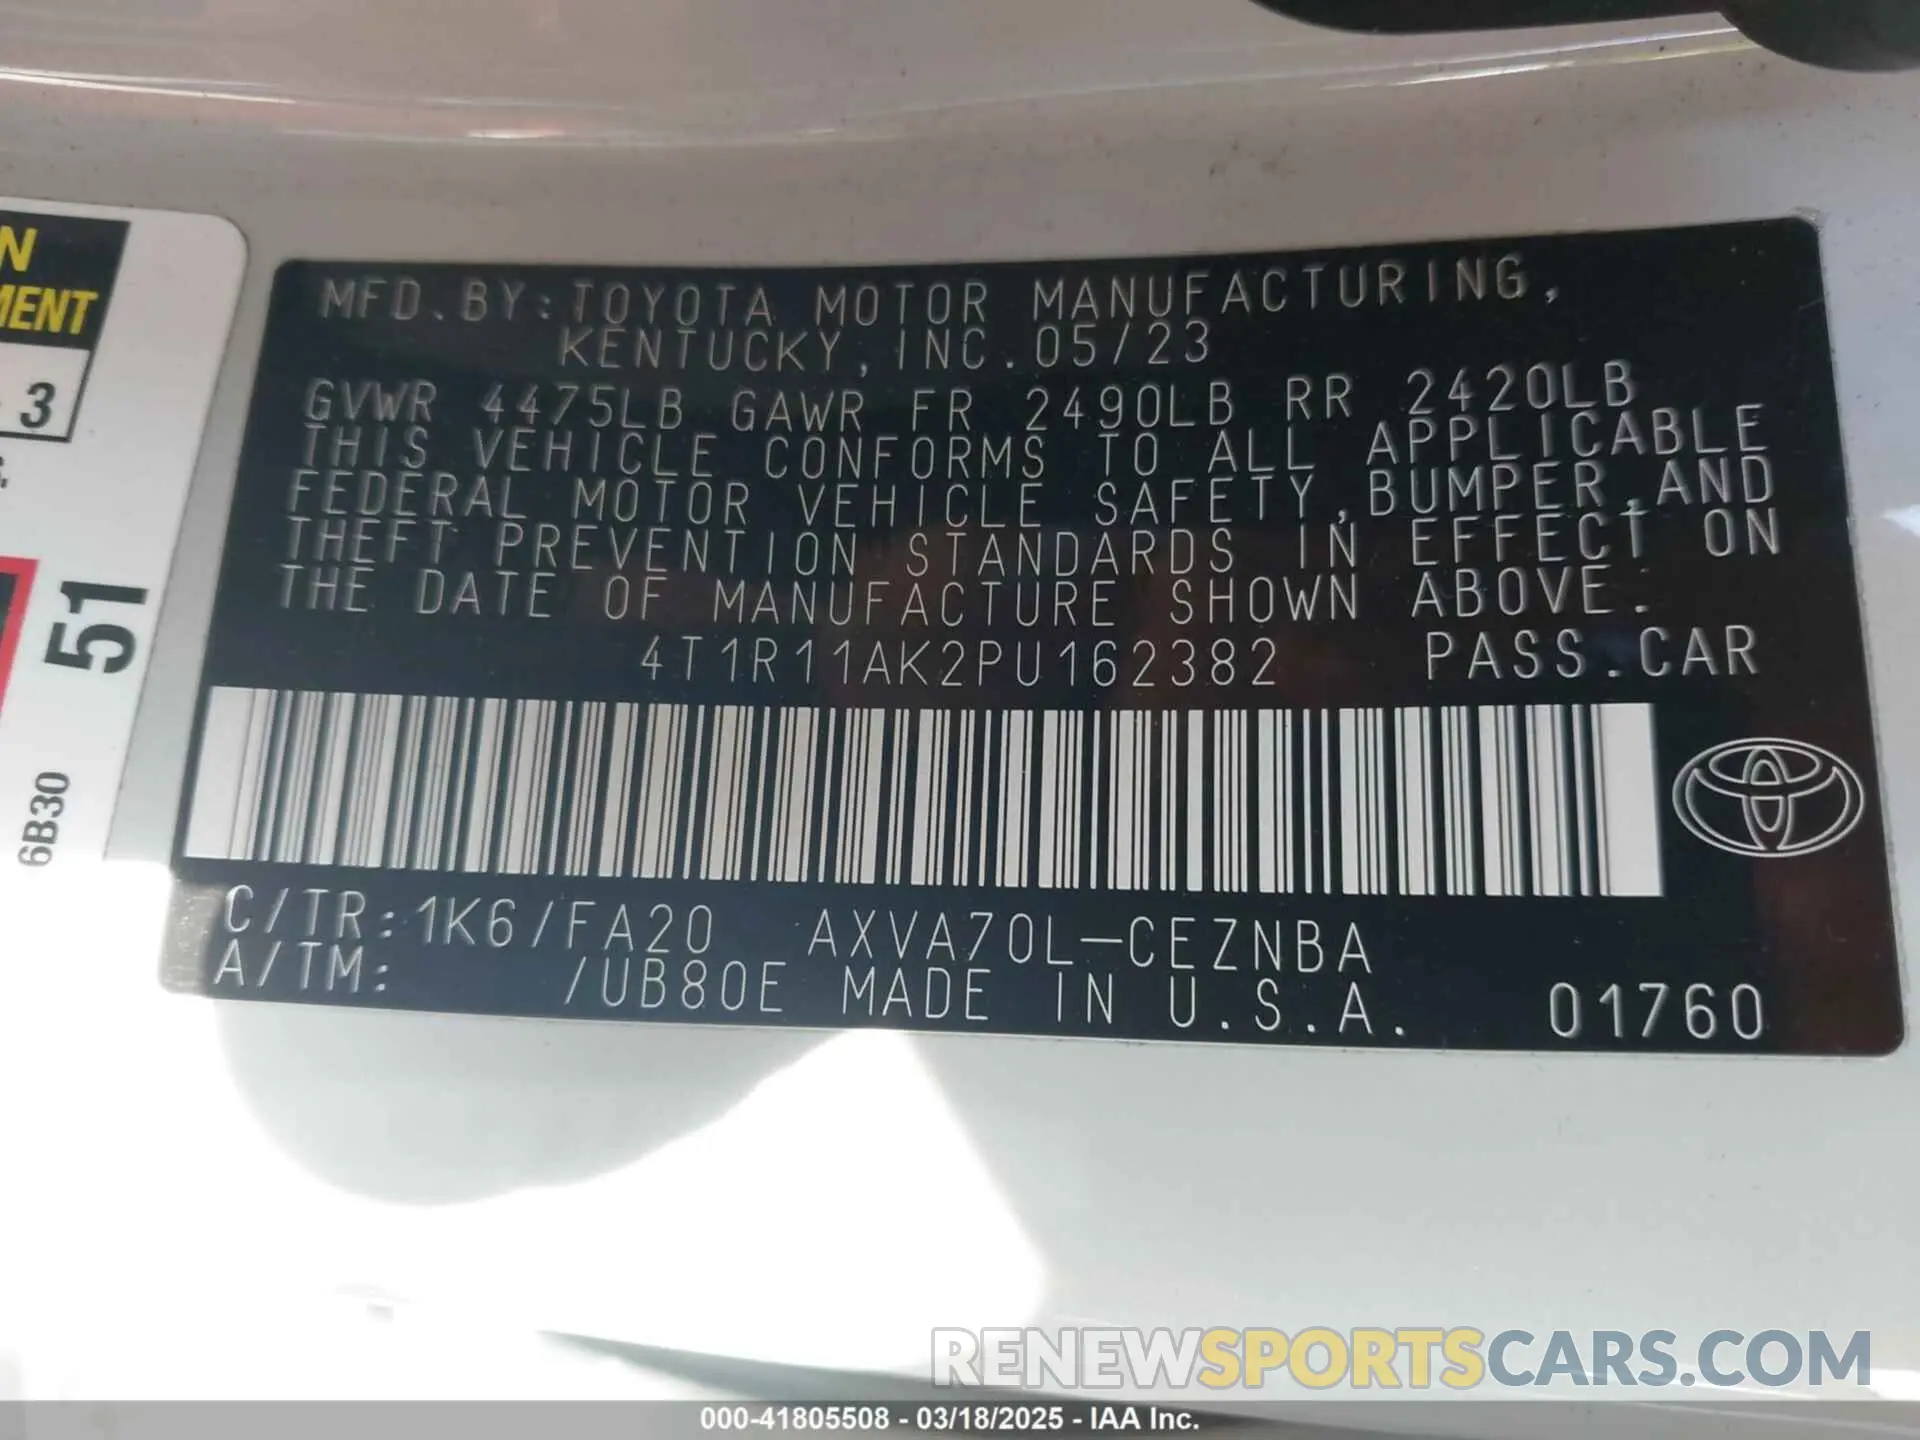 N
MENT
3
51
6B30
MFD.BY:TOYOTA MOTOR MANUFACTURING,
KENTUCKY,INC.05/23
GVWR 4475LB GAWR FR 2490LB RR 2420LB
THIS VEHICLE CONFORMS TO ALL APPLICABLE
FEDERAL MOTOR VEHICLE SAFETY,BUMPER,AND
THEFT PREVENTION STANDARDS IN EFFECT ON
THE DATE OF MANUFACTURE SHOWN ABOVE.
4T1R11AK2PU162382 PASS.CAR
C/TR:1K6/FA20 AXVA70L-CEZNBA
A/TM: /UB80E MADE IN U.S.A. 01760
RENEWSPORTSCARS.COM
000-41805508 - 03/18/2025 - IAA Inc.